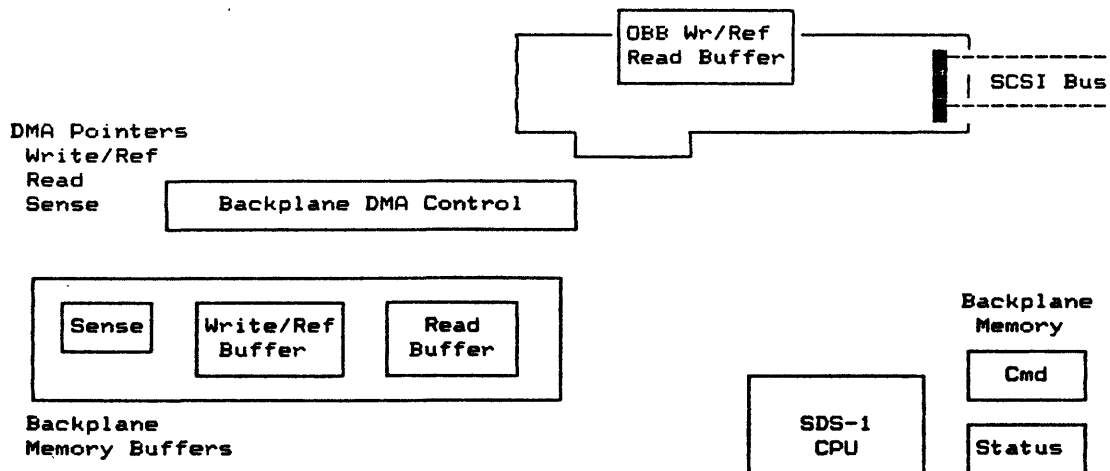 OBB Wr/Ref
Read Buffer
SCSI Bus
DMA Pointers
Write/Ref
Read
Sense
Backplane DMA Control
Sense
Write/Ref
Buffer
Read
Buffer
Backplane
Memory Buffers
Backplane
Memory
Cmd
SDS-1
CPU
Status